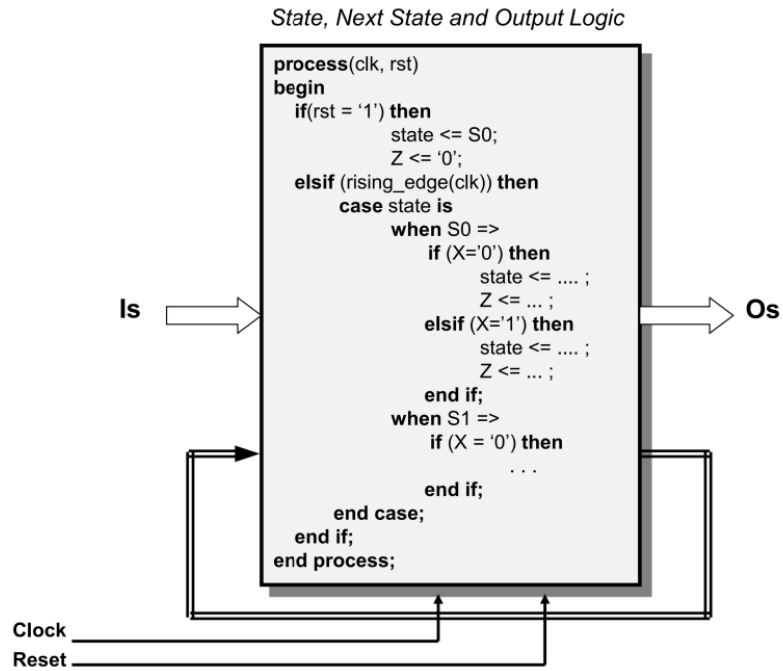 State, Next State and Output Logic
process(clk, rst)
begin
if(rst = ‘1’) then
state <= S0;
Z <= ‘0’;
elsif (rising_edge(clk)) then
case state is
when S0 =>
if (X=‘0’) then
state <= .... ;
Z <= ... ;
elsif (X=‘1’) then
state <= .... ;
Z <= ... ;
end if;
when S1 =>
if (X = ‘0’) then
. . .
end if;
end case;
end if;
end process;
Is
Os
Clock
Reset